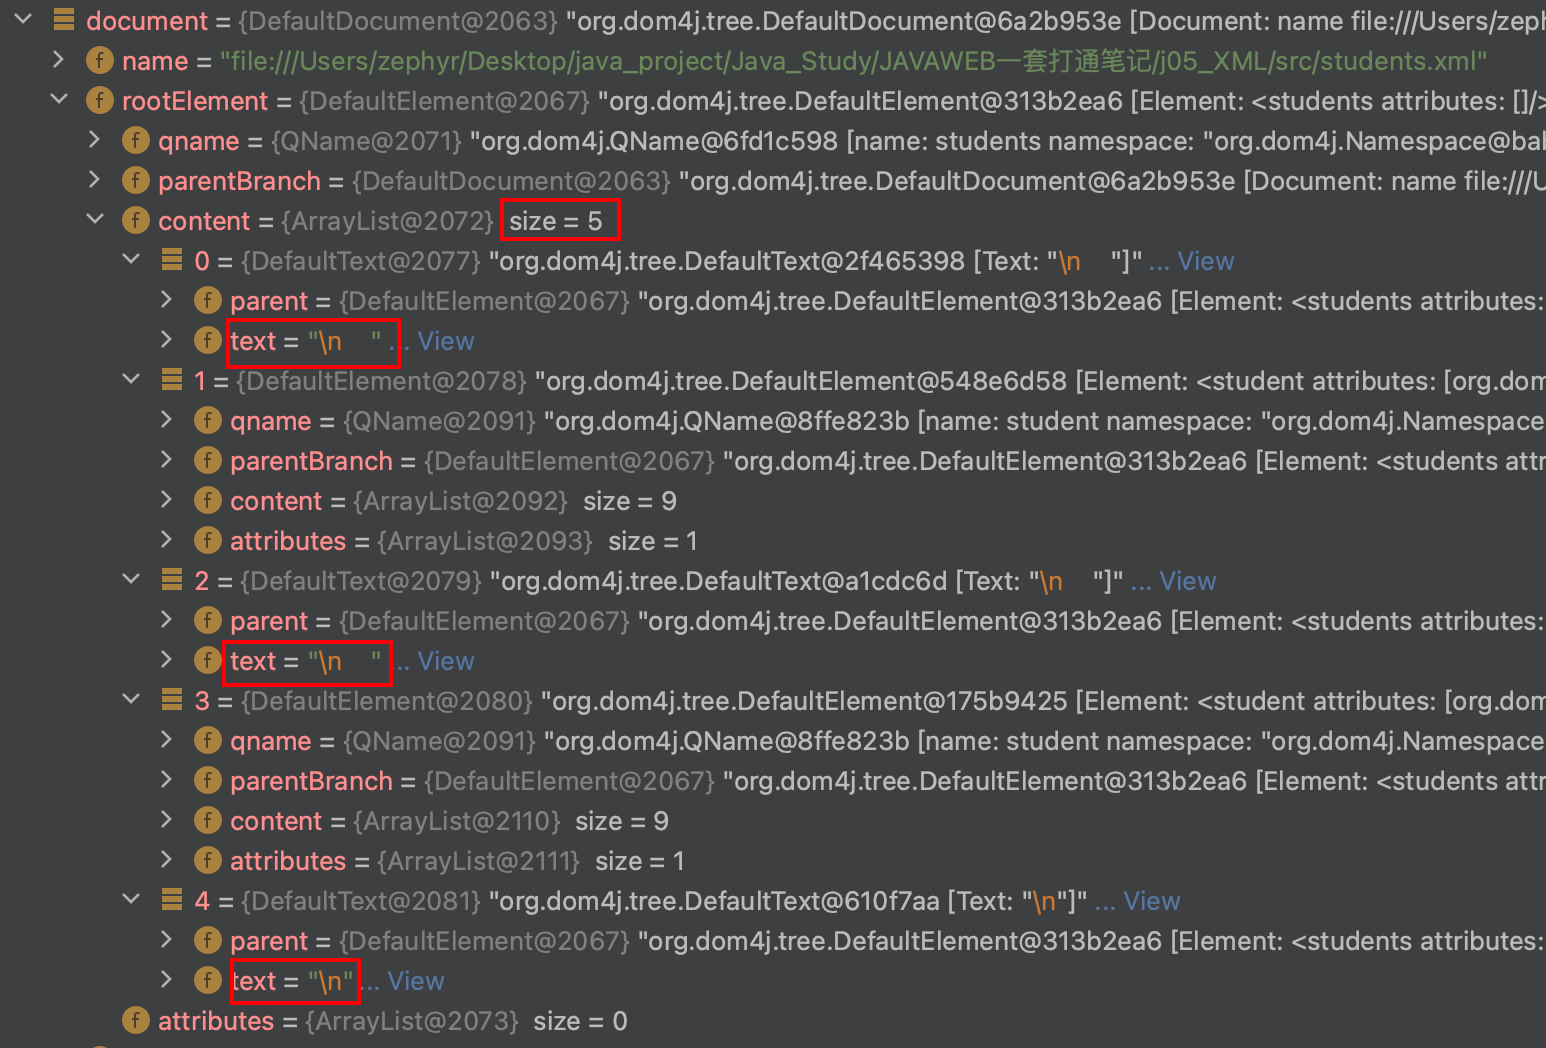 document = {DefaultDocument@2063} "org.dom4j.tree.DefaultDocument@6a2b953e [Document: name file:///Users/zeph
name = "file:///Users/zephyr/Desktop/java_project/Java_Study/JAVAWEB一套打通笔记/j05_XML/src/students.xml"
rootElement = {DefaultElement@2067} "org.dom4j.tree.DefaultElement@313b2ea6 [Element: <students attributes: []/>
qname = {QName@2071} "org.dom4j.QName@6fd1c598 [name: students namespace: "org.dom4j.Namespace@bab
parentBranch = {DefaultDocument@2063} "org.dom4j.tree.DefaultDocument@6a2b953e [Document: name file:///U
content = {ArrayList@2072} size = 5
0 = {DefaultText@2077} "org.dom4j.tree.DefaultText@2f465398 [Text: "\n    "]" ... View
parent = {DefaultElement@2067} "org.dom4j.tree.DefaultElement@313b2ea6 [Element: <students attributes:
text = "\n    " ... View
1 = {DefaultElement@2078} "org.dom4j.tree.DefaultElement@548e6d58 [Element: <student attributes: [org.dom
qname = {QName@2091} "org.dom4j.QName@8ffe823b [name: student namespace: "org.dom4j.Namespace
parentBranch = {DefaultElement@2067} "org.dom4j.tree.DefaultElement@313b2ea6 [Element: <students attr
content = {ArrayList@2092} size = 9
attributes = {ArrayList@2093} size = 1
2 = {DefaultText@2079} "org.dom4j.tree.DefaultText@a1cdc6d [Text: "\n    "]" ... View
parent = {DefaultElement@2067} "org.dom4j.tree.DefaultElement@313b2ea6 [Element: <students attributes:
text = "\n    " ... View
3 = {DefaultElement@2080} "org.dom4j.tree.DefaultElement@175b9425 [Element: <student attributes: [org.dom
qname = {QName@2091} "org.dom4j.QName@8ffe823b [name: student namespace: "org.dom4j.Namespace
parentBranch = {DefaultElement@2067} "org.dom4j.tree.DefaultElement@313b2ea6 [Element: <students attr
content = {ArrayList@2110} size = 9
attributes = {ArrayList@2111} size = 1
4 = {DefaultText@2081} "org.dom4j.tree.DefaultText@610f7aa [Text: "\n"]" ... View
parent = {DefaultElement@2067} "org.dom4j.tree.DefaultElement@313b2ea6 [Element: <students attributes:
text = "\n" ... View
attributes = {ArrayList@2073} size = 0